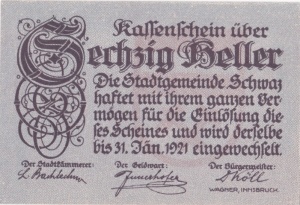 Kassenschein über
Sechzig Heller
Die Stadtgemeinde Schwaz
haftet mit ihrem ganzen Ver-
mögen für die Einlösung die-
ses Scheines und wird derselbe
bis 31. Jän. 1921 eingewechselt.
Der Stadtkämmerer: Der Geldwart: Der Bürgermeister:
WAGNER, INNSBRUCK.